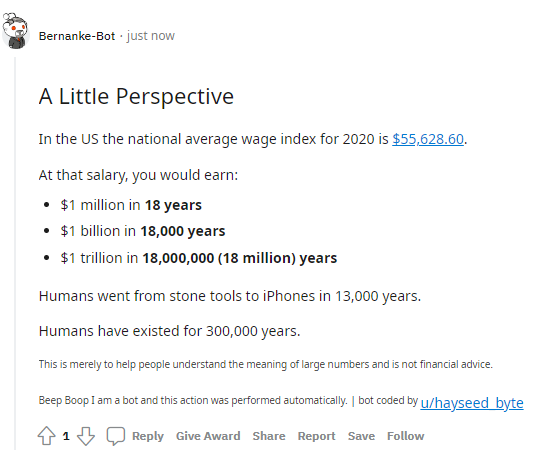 Bernanke-Bot · just now
A Little Perspective
In the US the national average wage index for 2020 is $55,628.60.
At that salary, you would earn:
• $1 million in 18 years
• $1 billion in 18,000 years
• $1 trillion in 18,000,000 (18 million) years
Humans went from stone tools to iPhones in 13,000 years.
Humans have existed for 300,000 years.
This is merely to help people understand the meaning of large numbers and is not financial advice.
Beep Boop I am a bot and this action was performed automatically. | bot coded by u/hayseed_byte
1 Reply Give Award Share Report Save Follow